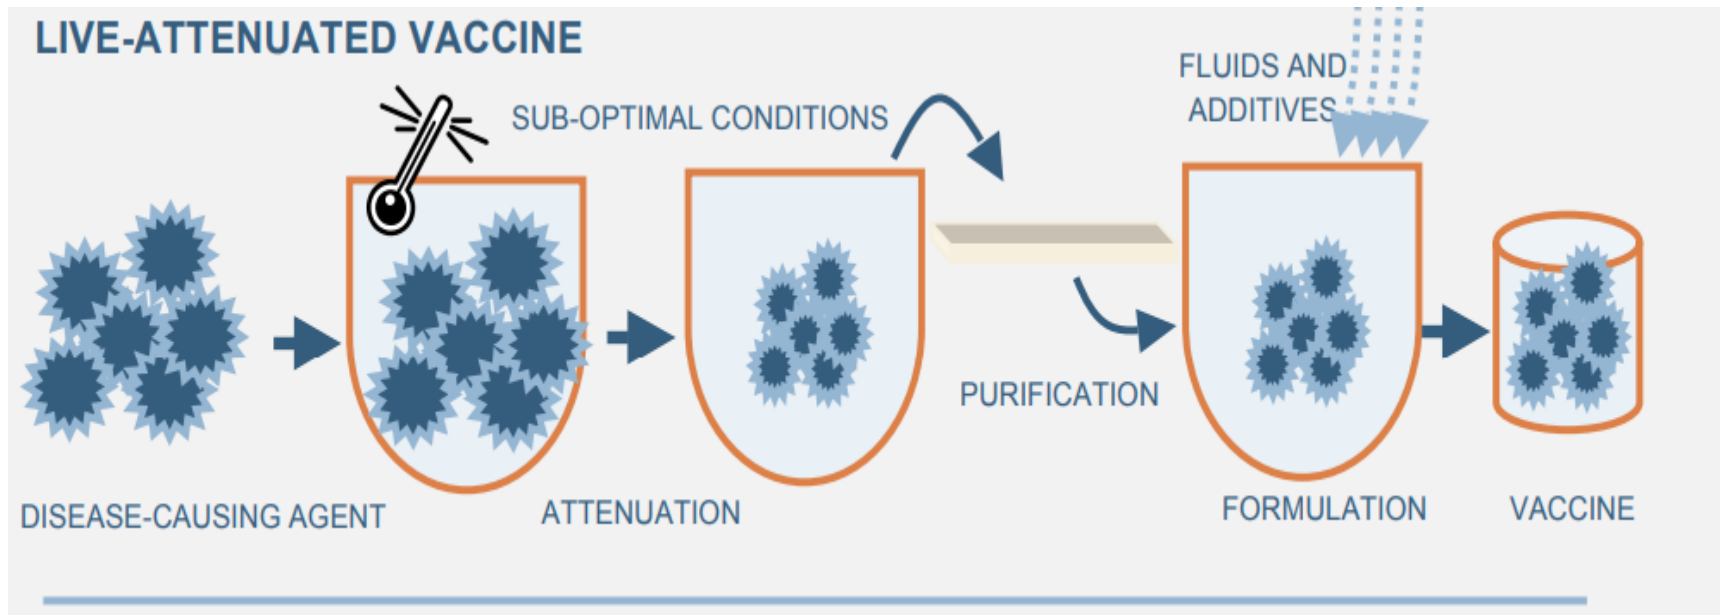 LIVE-ATTENUATED VACCINE
SUB-OPTIMAL CONDITIONS
FLUIDS AND
ADDITIVES
PURIFICATION
DISEASE-CAUSING AGENT
ATTENUATION
FORMULATION
VACCINE